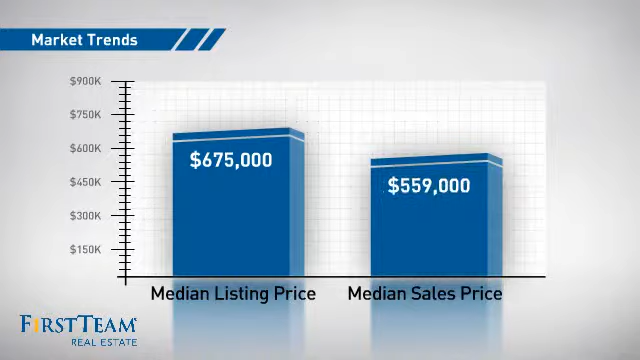 Market Trends
$900K
$750K
$600K
$450K
$300K
$150K
$675,000
$559,000
Median Listing Price
Median Sales Price
FIRSTTEAM®
REAL ESTATE